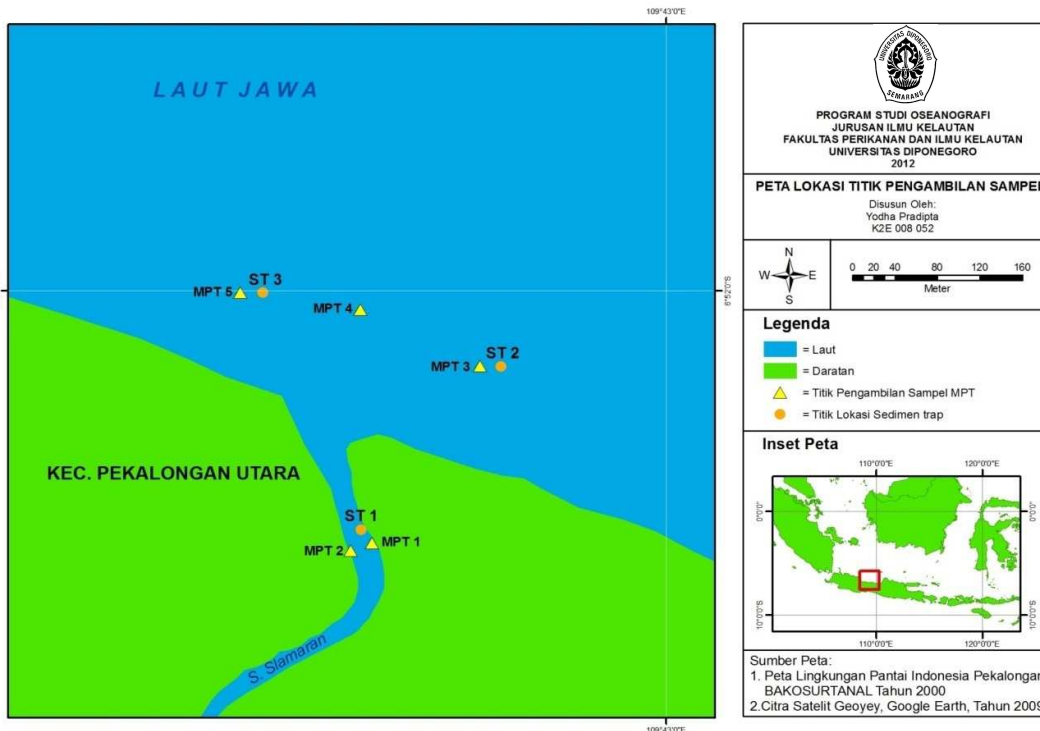 109°43'0"E
LAUT JAWA
ST 3
MPT 5
MPT 4
6°52'0"S
ST 2
MPT 3
KEC. PEKALONGAN UTARA
ST 1
MPT 1
MPT 2
S. Slamaran
109°43'0"E
UNIVERSITAS DIPONEGORO
SEMARANG
PROGRAM STUDI OSEANOGRAFI
JURUSAN ILMU KELAUTAN
FAKULTAS PERIKANAN DAN ILMU KELAUTAN
UNIVERSITAS DIPONEGORO
2012
PETA LOKASI TITIK PENGAMBILAN SAMPEL
Disusun Oleh:
Yodha Pradipta
K2E 008 052
N
W E
S
0 20 40 80 120 160
Meter
Legenda
= Laut
= Daratan
= Titik Pengambilan Sampel MPT
= Titik Lokasi Sedimen trap
Inset Peta
110°0'0"E 120°0'0"E
0°0'0" 0°0'0"
10°0'0"S 10°0'0"S
110°0'0"E 120°0'0"E
Sumber Peta:
1. Peta Lingkungan Pantai Indonesia Pekalongan
BAKOSURTANAL Tahun 2000
2.Citra Satelit Geoyey, Google Earth, Tahun 2009